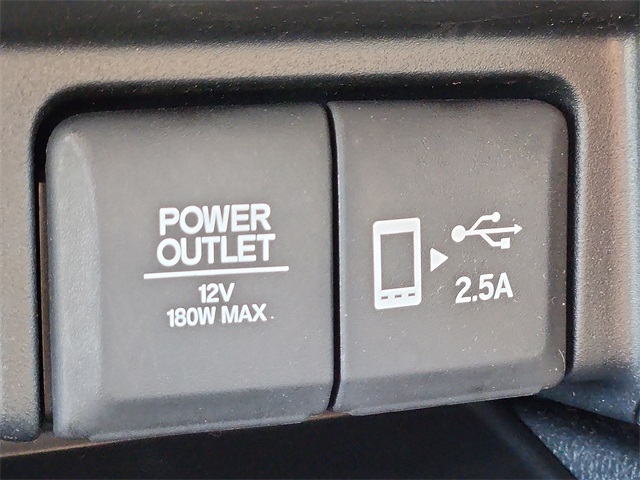 POWER
OUTLET
12V
180W MAX
2.5A